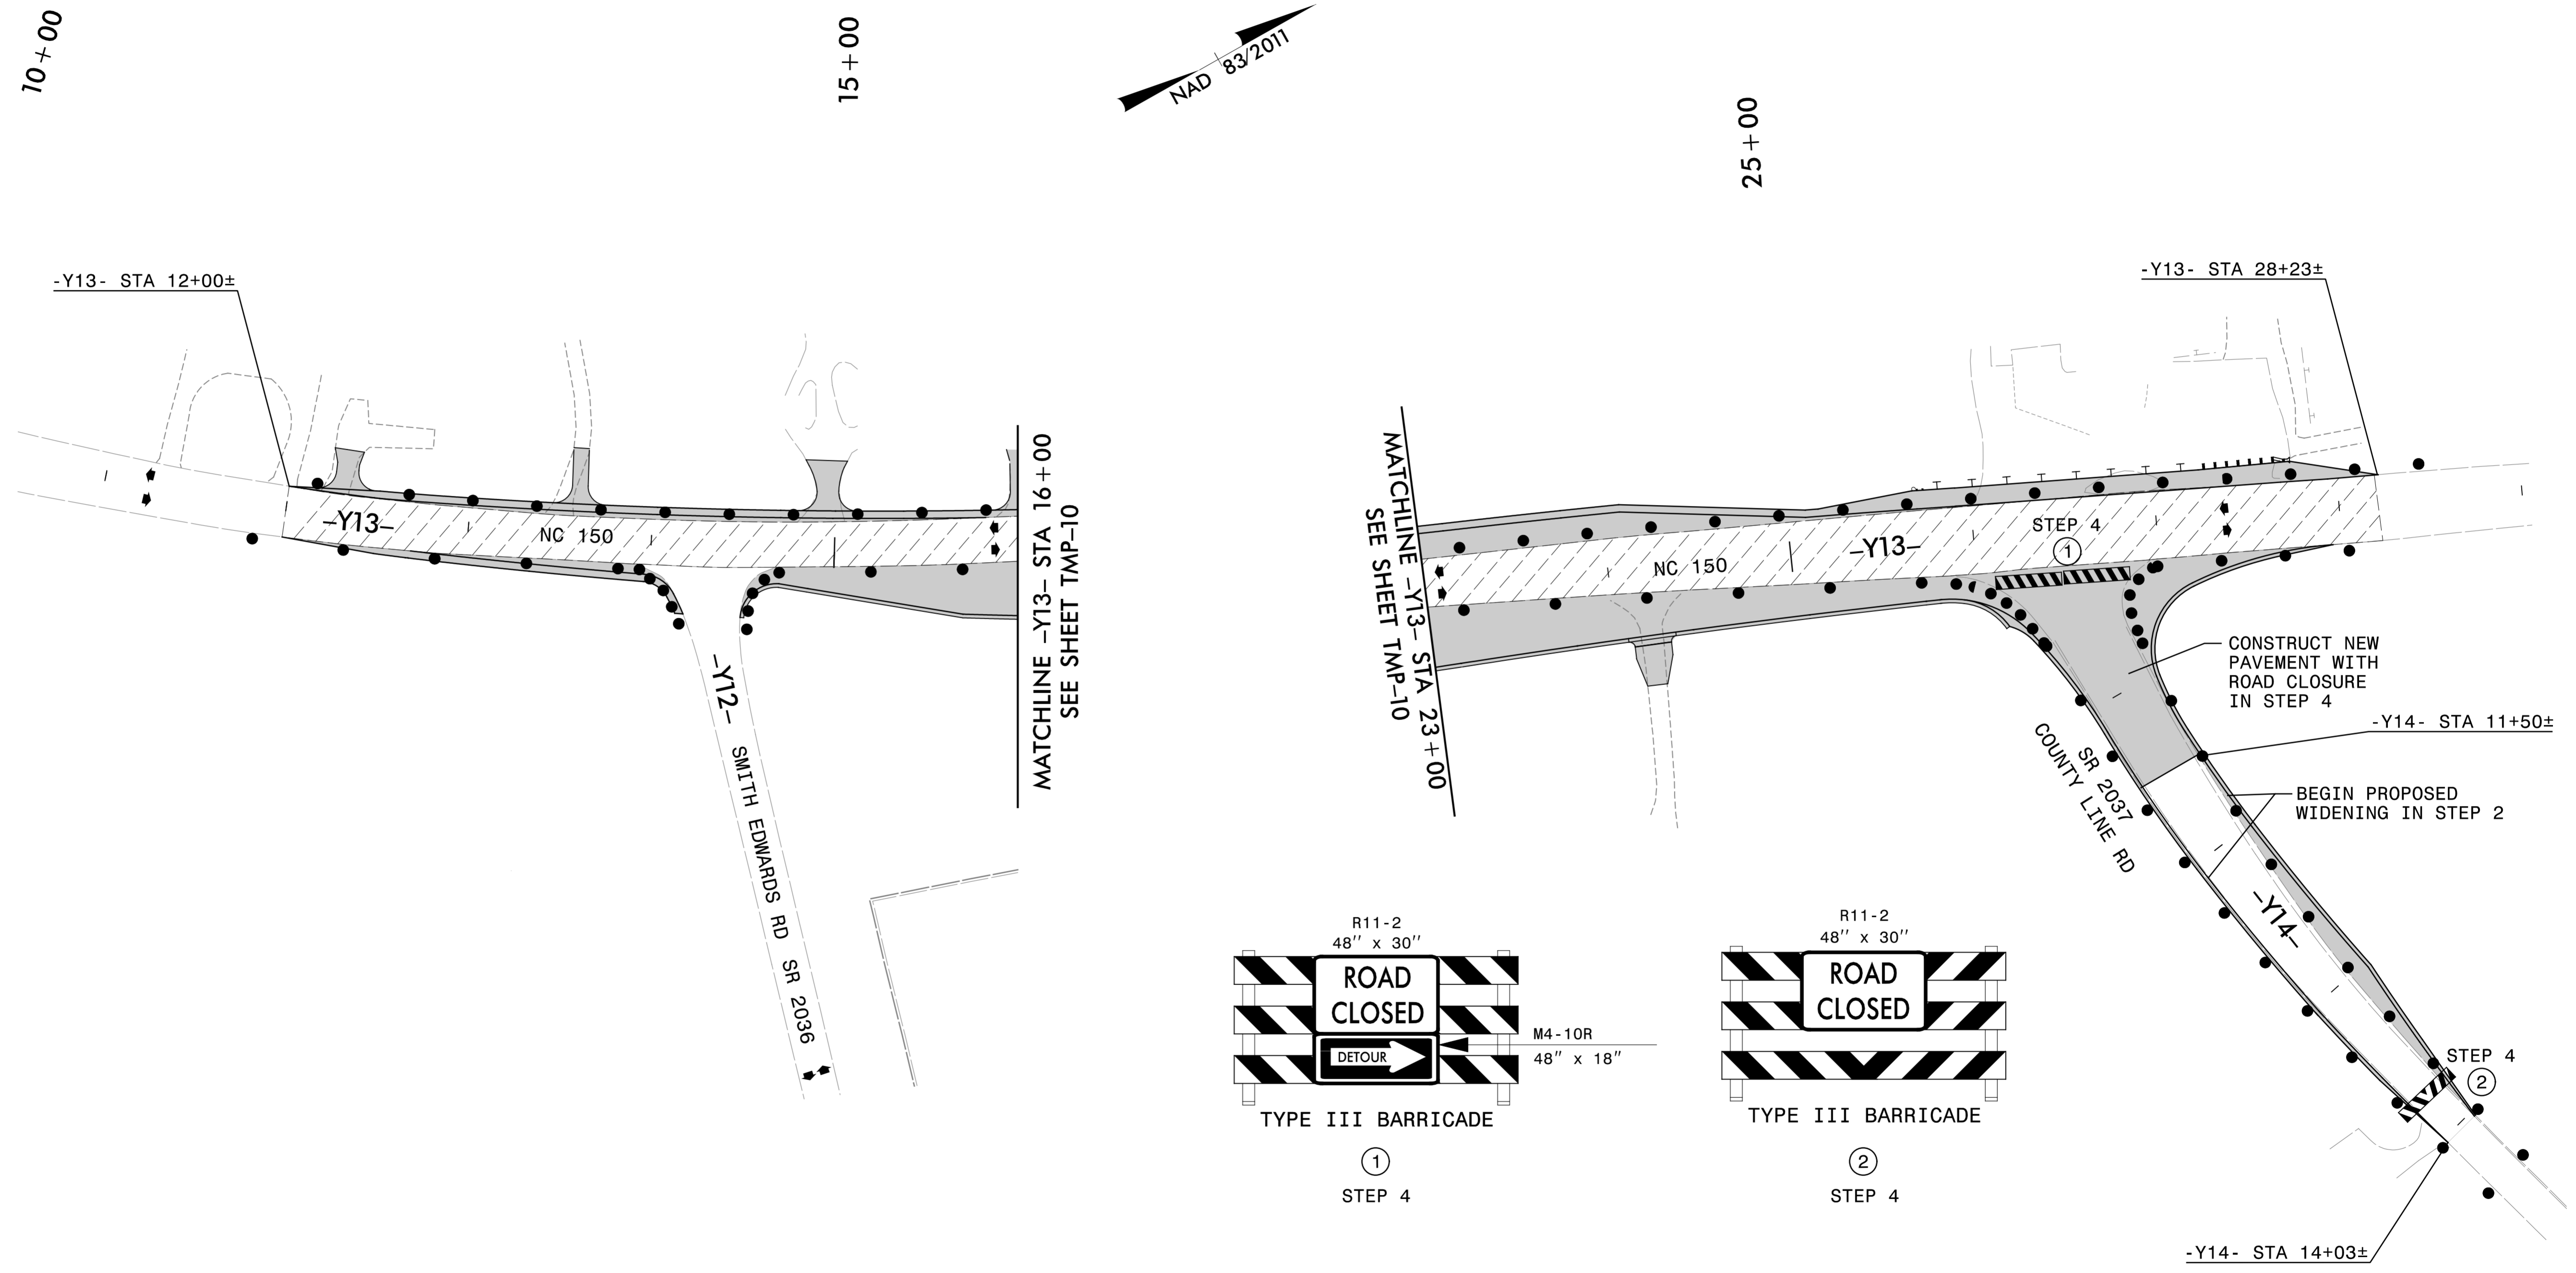 10+00
15+00
NAD 83/2011
25+00
-Y13- STA 12+00±
-Y13- STA 28+23±
-Y13-
NC 150
MATCHLINE -Y13- STA 16+00
SEE SHEET TMP-10
-Y12- SMITH EDWARDS RD SR 2036
MATCHLINE -Y13- STA 23+00
SEE SHEET TMP-10
NC 150
-Y13-
STEP 4
1
CONSTRUCT NEW
PAVEMENT WITH
ROAD CLOSURE
IN STEP 4
-Y14- STA 11+50±
SR 2037
COUNTY LINE RD
BEGIN PROPOSED
WIDENING IN STEP 2
-Y14-
STEP 4
2
-Y14- STA 14+03±
R11-2
48" x 30"
ROAD
CLOSED
DETOUR
M4-10R
48" x 18"
TYPE III BARRICADE
1
STEP 4
R11-2
48" x 30"
ROAD
CLOSED
TYPE III BARRICADE
2
STEP 4